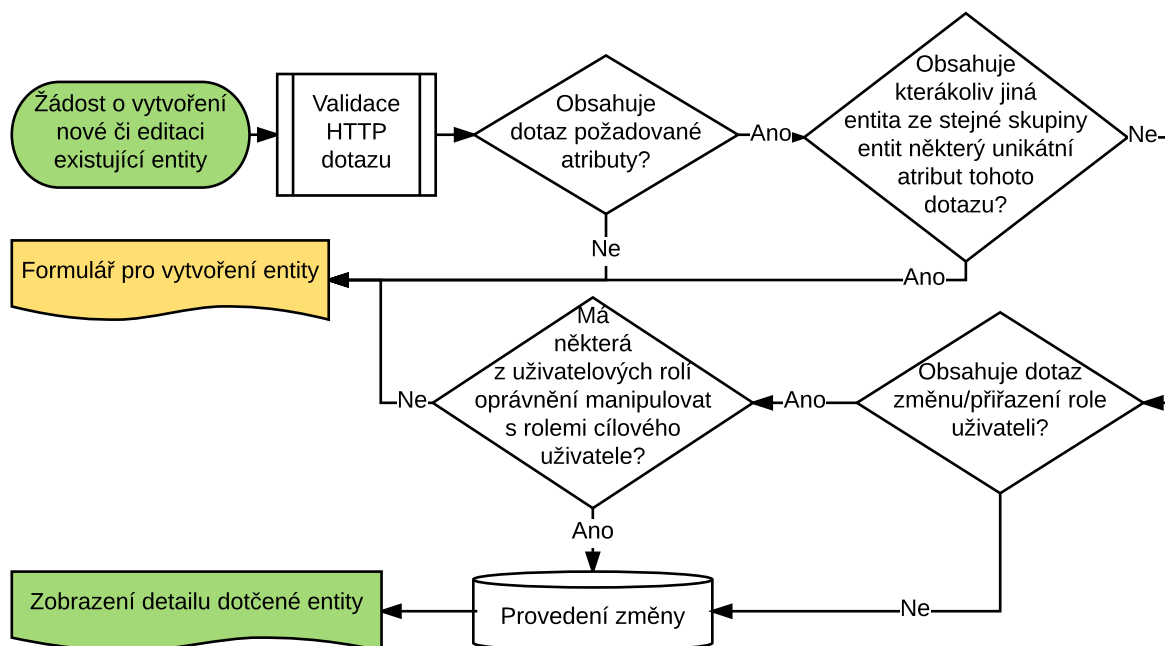 Žádost o vytvoření
nové či editaci
existující entity
Validace
HTTP
dotazu
Obsahuje
dotaz požadované
atributy?
Ano
Obsahuje
kterákoliv jiná
entita ze stejné skupiny
entit některý unikátní
atribut tohoto
dotazu?
Ne
Ne
Ano
Formulář pro vytvoření entity
Má
některá
z uživatelových rolí
oprávnění manipulovat
s rolemi cílového
uživatele?
Ne
Ano
Obsahuje dotaz
změnu/přiřazení role
uživateli?
Ano
Ne
Provedení změny
Zobrazení detailu dotčené entity